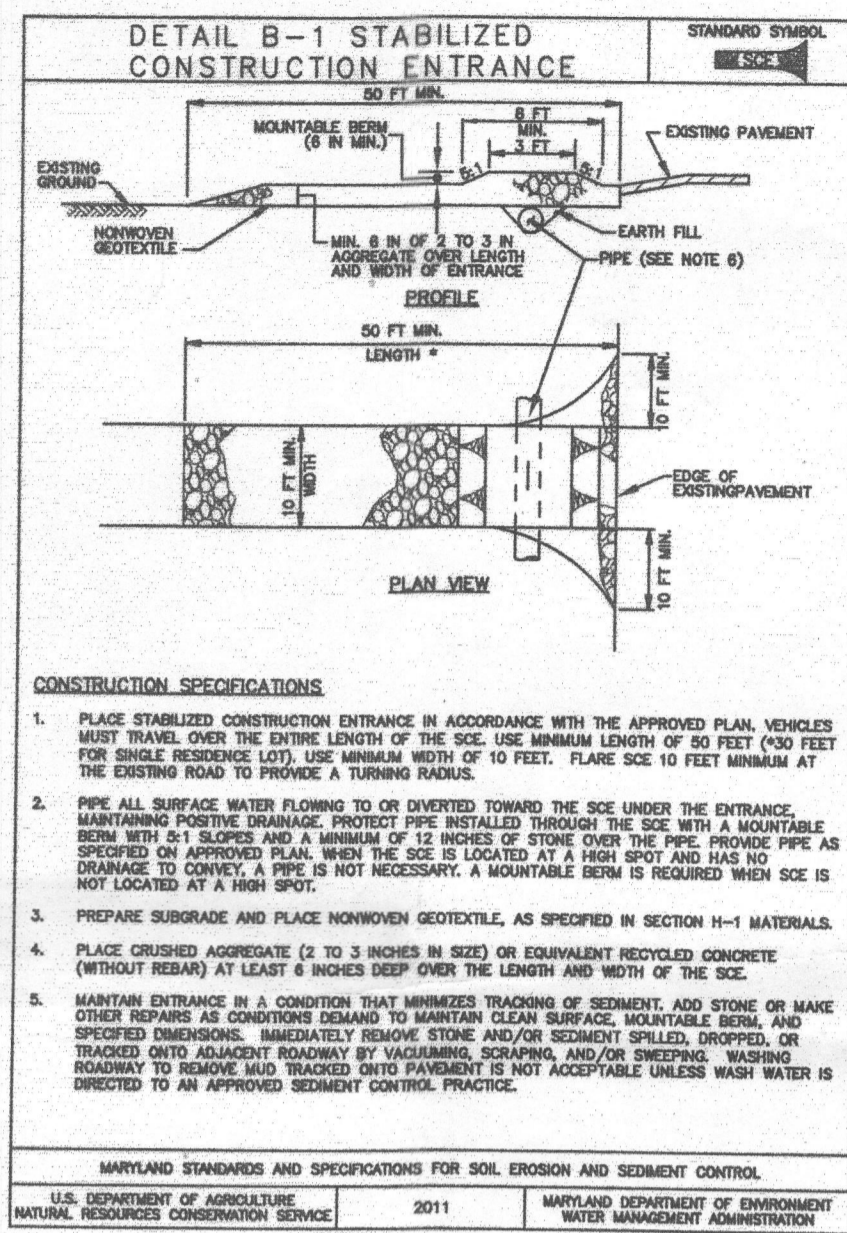 DETAIL B-1 STABILIZED
CONSTRUCTION ENTRANCE
STANDARD SYMBOL
SCE
50 FT MIN.
MOUNTABLE BERM
(6 IN MIN.)
8 FT
MIN.
3 FT
5:1
5:1
EXISTING PAVEMENT
EXISTING
GROUND
NONWOVEN
GEOTEXTILE
MIN. 6 IN OF 2 TO 3 IN
AGGREGATE OVER LENGTH
AND WIDTH OF ENTRANCE
EARTH FILL
PIPE (SEE NOTE 6)
PROFILE
50 FT MIN.
LENGTH *
10 FT MIN.
10 FT MIN.
WIDTH
EDGE OF
EXISTINGPAVEMENT
10 FT MIN.
PLAN VIEW
CONSTRUCTION SPECIFICATIONS
1. PLACE STABILIZED CONSTRUCTION ENTRANCE IN ACCORDANCE WITH THE APPROVED PLAN. VEHICLES
MUST TRAVEL OVER THE ENTIRE LENGTH OF THE SCE. USE MINIMUM LENGTH OF 50 FEET (*30 FEET
FOR SINGLE RESIDENCE LOT). USE MINIMUM WIDTH OF 10 FEET. FLARE SCE 10 FEET MINIMUM AT
THE EXISTING ROAD TO PROVIDE A TURNING RADIUS.
2. PIPE ALL SURFACE WATER FLOWING TO OR DIVERTED TOWARD THE SCE UNDER THE ENTRANCE,
MAINTAINING POSITIVE DRAINAGE. PROTECT PIPE INSTALLED THROUGH THE SCE WITH A MOUNTABLE
BERM WITH 5:1 SLOPES AND A MINIMUM OF 12 INCHES OF STONE OVER THE PIPE. PROVIDE PIPE AS
SPECIFIED ON APPROVED PLAN. WHEN THE SCE IS LOCATED AT A HIGH SPOT AND HAS NO
DRAINAGE TO CONVEY, A PIPE IS NOT NECESSARY. A MOUNTABLE BERM IS REQUIRED WHEN SCE IS
NOT LOCATED AT A HIGH SPOT.
3. PREPARE SUBGRADE AND PLACE NONWOVEN GEOTEXTILE, AS SPECIFIED IN SECTION H-1 MATERIALS.
4. PLACE CRUSHED AGGREGATE (2 TO 3 INCHES IN SIZE) OR EQUIVALENT RECYCLED CONCRETE
(WITHOUT REBAR) AT LEAST 6 INCHES DEEP OVER THE LENGTH AND WIDTH OF THE SCE.
5. MAINTAIN ENTRANCE IN A CONDITION THAT MINIMIZES TRACKING OF SEDIMENT. ADD STONE OR MAKE
OTHER REPAIRS AS CONDITIONS DEMAND TO MAINTAIN CLEAN SURFACE, MOUNTABLE BERM, AND
SPECIFIED DIMENSIONS. IMMEDIATELY REMOVE STONE AND/OR SEDIMENT SPILLED, DROPPED, OR
TRACKED ONTO ADJACENT ROADWAY BY VACUUMING, SCRAPING, AND/OR SWEEPING. WASHING
ROADWAY TO REMOVE MUD TRACKED ONTO PAVEMENT IS NOT ACCEPTABLE UNLESS WASH WATER IS
DIRECTED TO AN APPROVED SEDIMENT CONTROL PRACTICE.
MARYLAND STANDARDS AND SPECIFICATIONS FOR SOIL EROSION AND SEDIMENT CONTROL
U.S. DEPARTMENT OF AGRICULTURE
NATURAL RESOURCES CONSERVATION SERVICE
2011
MARYLAND DEPARTMENT OF ENVIRONMENT
WATER MANAGEMENT ADMINISTRATION